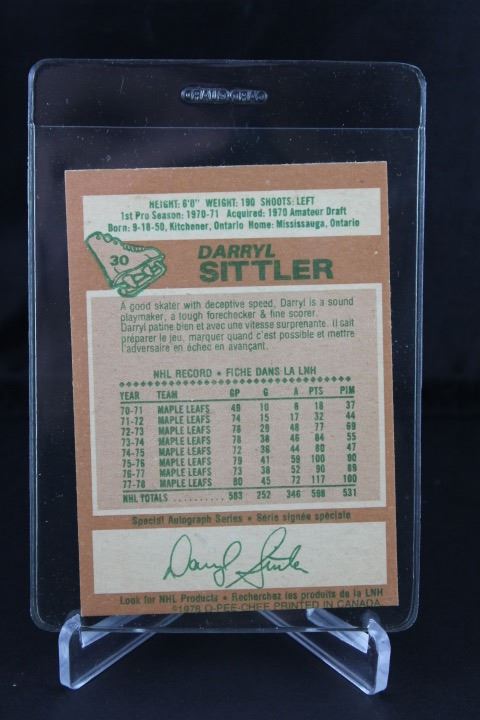 HEIGHT: 6'0" WEIGHT: 190 SHOOTS: LEFT
1st Pro Season: 1970-71 Acquired: 1970 Amateur Draft
Born: 9-18-50, Kitchener, Ontario Home: Mississauga, Ontario
30
DARRYL
SITTLER
A good skater with deceptive speed, Darryl is a sound
playmaker, a tough forechecker & fine scorer.
Darryl patine bien et avec une vitesse surprenante. Il sait
préparer le jeu, marquer quand c'est possible et mettre
l'adversaire en échec en avançant.
NHL RECORD • FICHE DANS LA LNH
YEAR TEAM GP G A PTS PIM
70-71 MAPLE LEAFS 49 10 8 18 37
71-72 MAPLE LEAFS 74 15 17 32 44
72-73 MAPLE LEAFS 78 29 48 77 69
73-74 MAPLE LEAFS 78 38 46 84 55
74-75 MAPLE LEAFS 72 36 44 80 47
75-76 MAPLE LEAFS 79 41 59 100 90
76-77 MAPLE LEAFS 73 38 52 90 89
77-78 MAPLE LEAFS 80 45 72 117 100
NHL TOTALS .......... 583 252 346 598 531
Special Autograph Series • Série signée spéciale
Darryl Sittler
Look for NHL Products • Recherchez les produits de la LNH
©1978 O-PEE-CHEE PRINTED IN CANADA